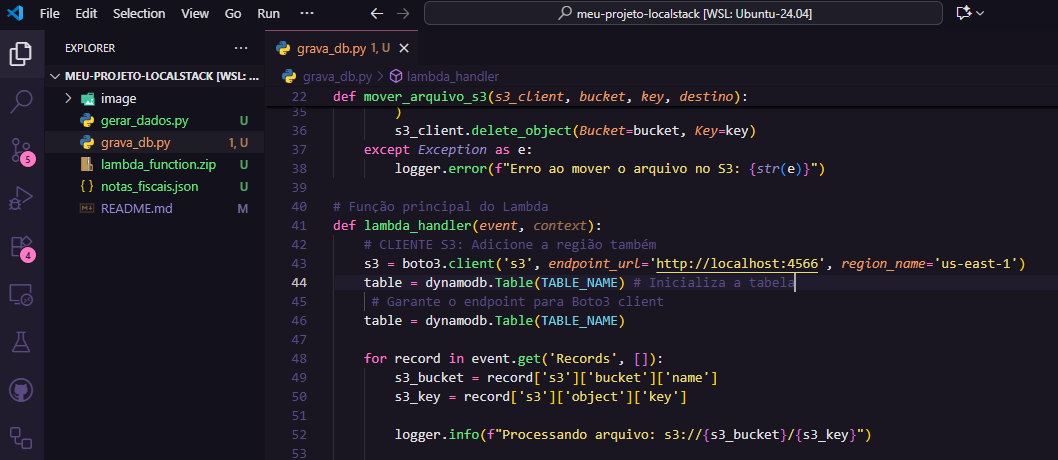 File Edit Selection View Go Run ··· ← → meu-projeto-localstack [WSL: Ubuntu-24.04]
EXPLORER ···
MEU-PROJETO-LOCALSTACK [WSL: ...
image
gerar_dados.py U
grava_db.py 1, U
lambda_function.zip U
{} notas_fiscais.json U
README.md M
5
4
grava_db.py 1, U ×
grava_db.py > lambda_handler
22 def mover_arquivo_s3(s3_client, bucket, key, destino):
35 )
36 s3_client.delete_object(Bucket=bucket, Key=key)
37 except Exception as e:
38 logger.error(f"Erro ao mover o arquivo no S3: {str(e)}")
39
40 # Função principal do Lambda
41 def lambda_handler(event, context):
42 # CLIENTE S3: Adicione a região também
43 s3 = boto3.client('s3', endpoint_url='http://localhost:4566', region_name='us-east-1')
44 table = dynamodb.Table(TABLE_NAME) # Inicializa a tabela
45 # Garante o endpoint para Boto3 client
46 table = dynamodb.Table(TABLE_NAME)
47
48 for record in event.get('Records', []):
49 s3_bucket = record['s3']['bucket']['name']
50 s3_key = record['s3']['object']['key']
51
52 logger.info(f"Processando arquivo: s3://{s3_bucket}/{s3_key}")
53